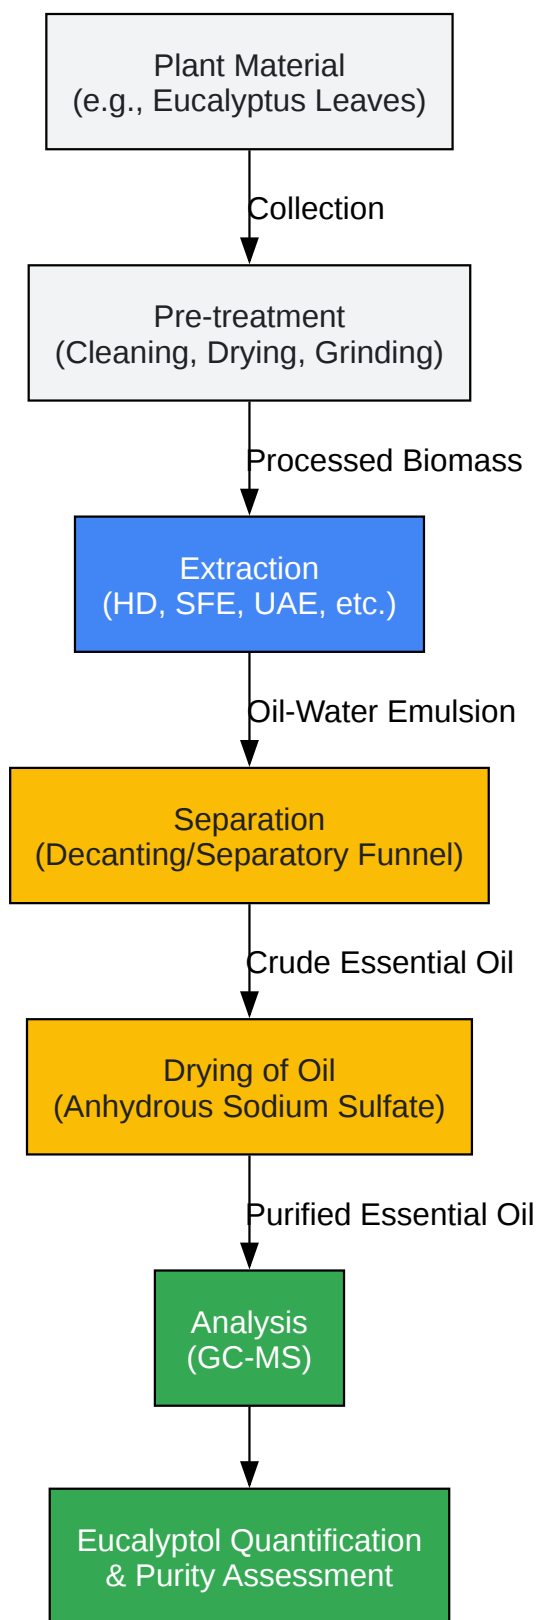 Plant Material
(e.g., Eucalyptus Leaves)
Collection
Pre-treatment
(Cleaning, Drying, Grinding)
Processed Biomass
Extraction
(HD, SFE, UAE, etc.)
Oil-Water Emulsion
Separation
(Decanting/Separatory Funnel)
Crude Essential Oil
Drying of Oil
(Anhydrous Sodium Sulfate)
Purified Essential Oil
Analysis
(GC-MS)
Eucalyptol Quantification
& Purity Assessment